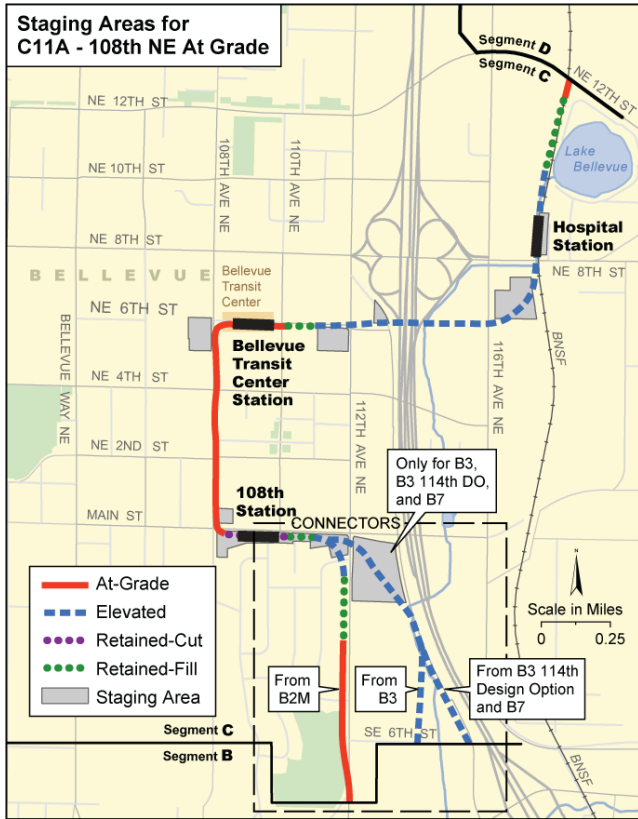 Staging Areas for
C11A - 108th NE At Grade
Segment D
Segment C
NE 12TH ST
NE 12TH ST
108TH AVE NE
110TH AVE NE
Lake
Bellevue
NE 10TH ST
Hospital
Station
NE 8TH ST
NE 8TH ST
BELLEVUE
Bellevue
Transit
Center
NE 6TH ST
BNSF
Bellevue
Transit
Center
Station
BELLEVUE WAY NE
NE 4TH ST
112TH AVE NE
116TH AVE NE
NE 2ND ST
Only for B3,
B3 114th DO,
and B7
108th
Station
MAIN ST
CONNECTORS
At-Grade
Elevated
Retained-Cut
Retained-Fill
Staging Area
N
Scale in Miles
0 0.25
From
B2M
From
B3
From B3 114th
Design Option
and B7
Segment C
Segment B
SE 6TH ST
BNSF